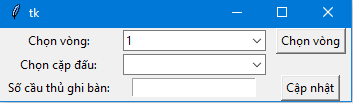 tk
Chọn vòng: 1 Chọn vòng
Chọn cặp đấu:
Số cầu thủ ghi bàn: Cập nhật